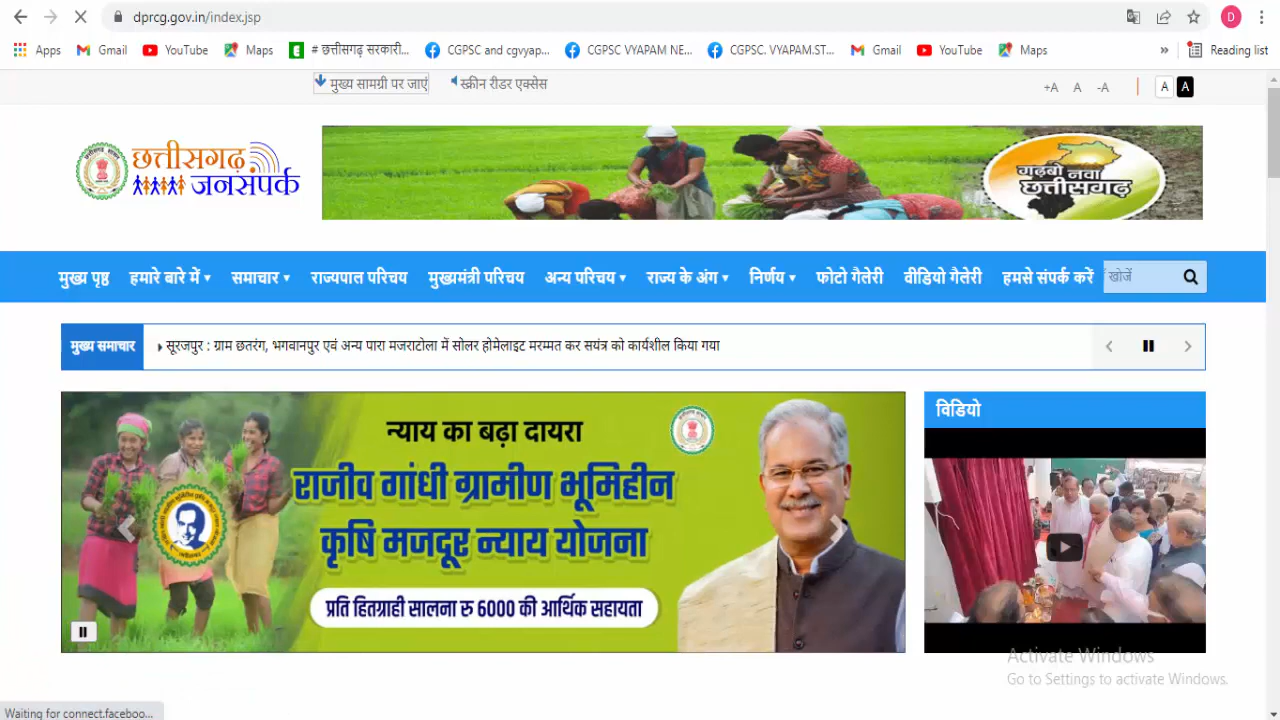 dprcg.gov.in/index.jsp
D
Apps
Gmail
YouTube
Maps
# छत्तीसगढ़ सरकारी...
CGPSC and cgvyap...
CGPSC VYAPAM NE...
CGPSC. VYAPAM.ST...
Gmail
YouTube
Maps
»
Reading list
मुख्य सामग्री पर जाएं
स्क्रीन रीडर एक्सेस
+A A -A A A
छत्तीसगढ़
जनसंपर्क
गढ़बो नवा
छत्तीसगढ़
मुख्य पृष्ठ हमारे बारे में समाचार राज्यपाल परिचय मुख्यमंत्री परिचय अन्य परिचय राज्य के अंग निर्णय फोटो गैलेरी वीडियो गैलेरी हमसे संपर्क करें खोजें
मुख्य समाचार
सूरजपुर : ग्राम छतरंग, भगवानपुर एवं अन्य पारा मजराटोला में सोलर होमेलाइट मरम्मत कर सयंत्र को कार्यशील किया गया
न्याय का बढ़ा दायरा
राजीव गांधी ग्रामीण भूमिहीन
कृषि मजदूर न्याय योजना
प्रति हितग्राही सालना रु 6000 की आर्थिक सहायता
विडियो
Activate Windows
Go to Settings to activate Windows.
Waiting for connect.faceboo...